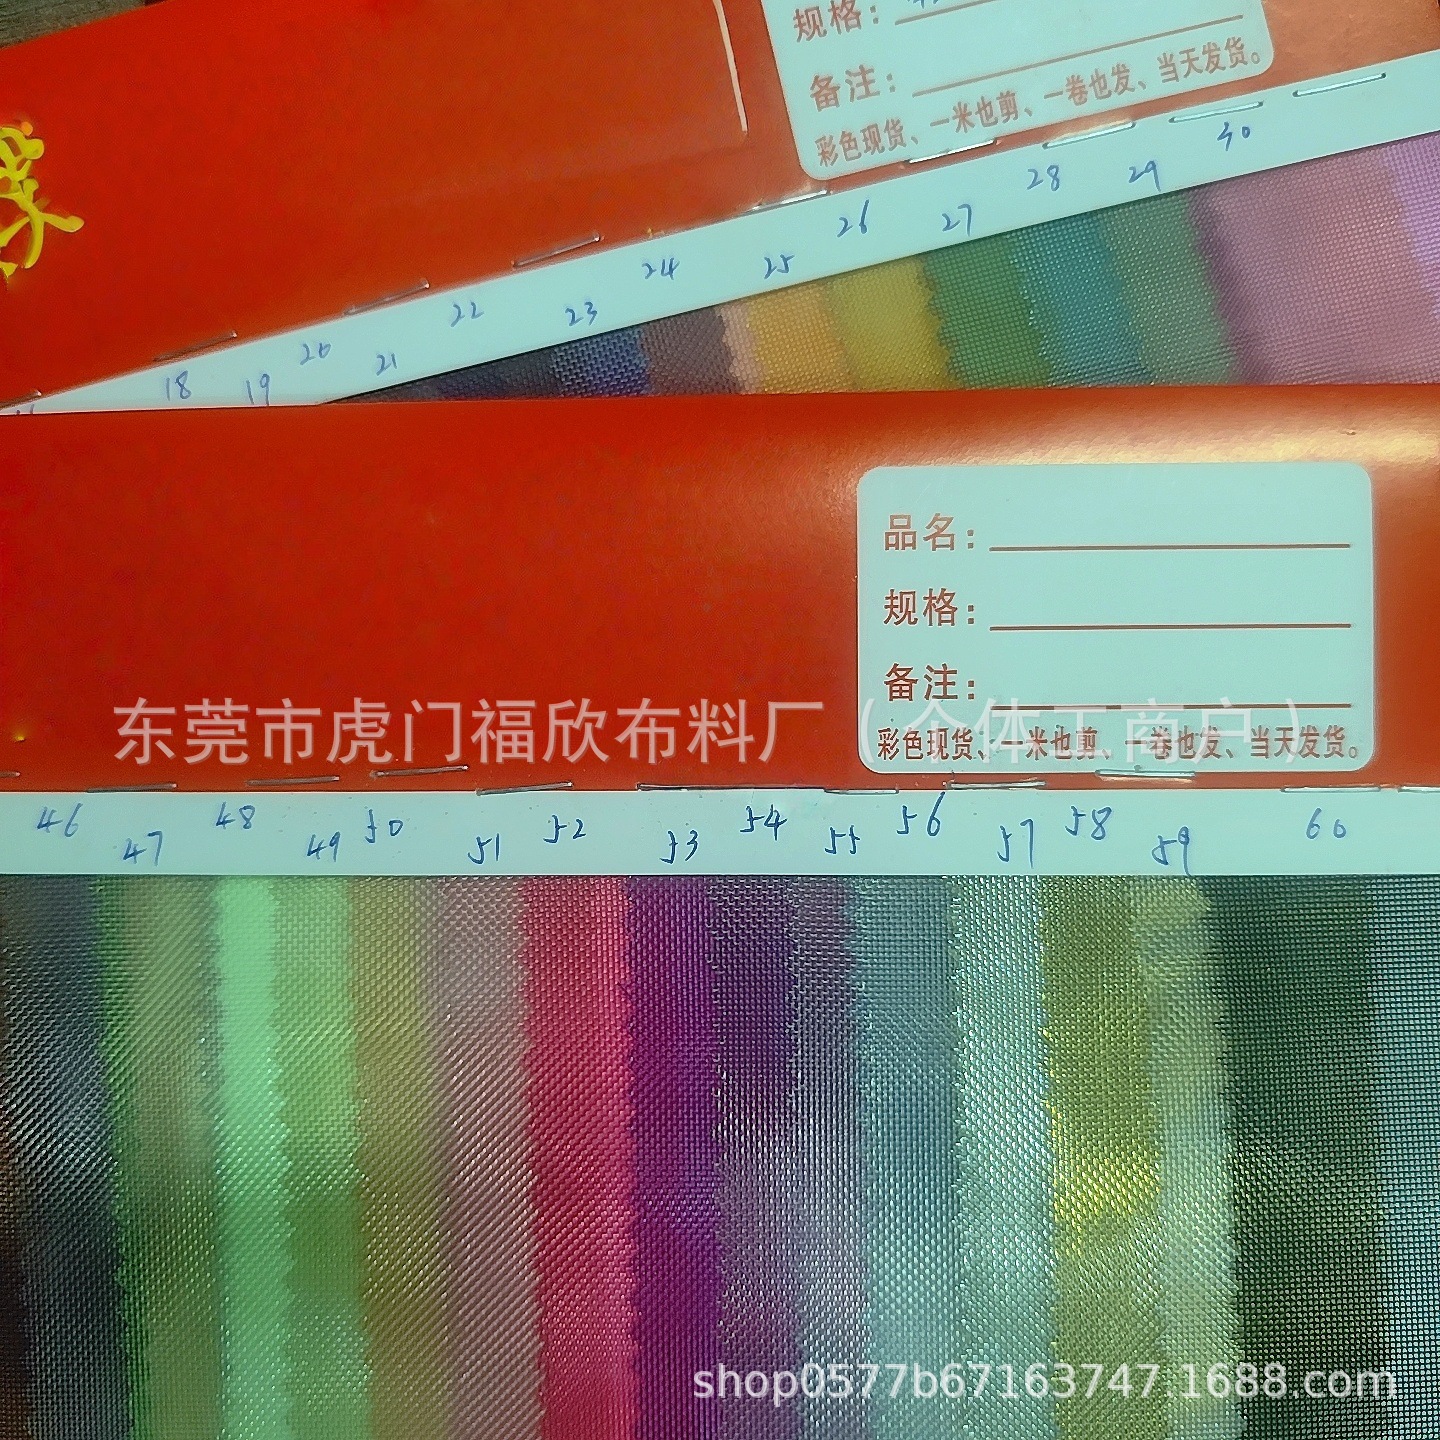 规格：
备注：
彩色现货、一米也剪、一卷也发、当天发货。
18 19 20 21 22 23 24 25 26 27 28 29 30
品名：
规格：
备注：
东莞市虎门福欣布料厂（个体工商户）
彩色现货、一米也剪、一卷也发、当天发货。
46 47 48 49 50 51 52 53 54 55 56 57 58 59 60
shop0577b67163747.1688.com